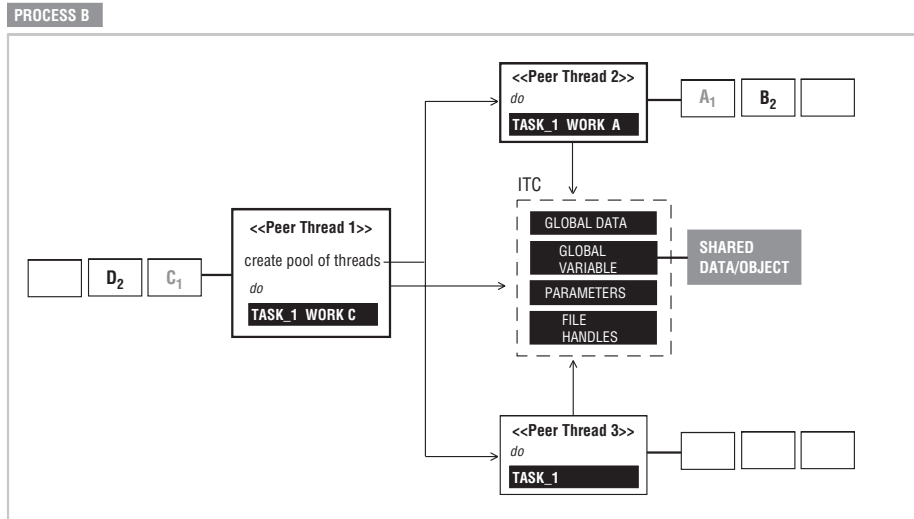 PROCESS B
<<Peer Thread 2>>
do
TASK_1 WORK A
A1
B2
ITC
GLOBAL DATA
GLOBAL
VARIABLE
PARAMETERS
FILE
HANDLES
SHARED
DATA/OBJECT
<<Peer Thread 1>>
create pool of threads
do
TASK_1 WORK C
D2
C1
<<Peer Thread 3>>
do
TASK_1